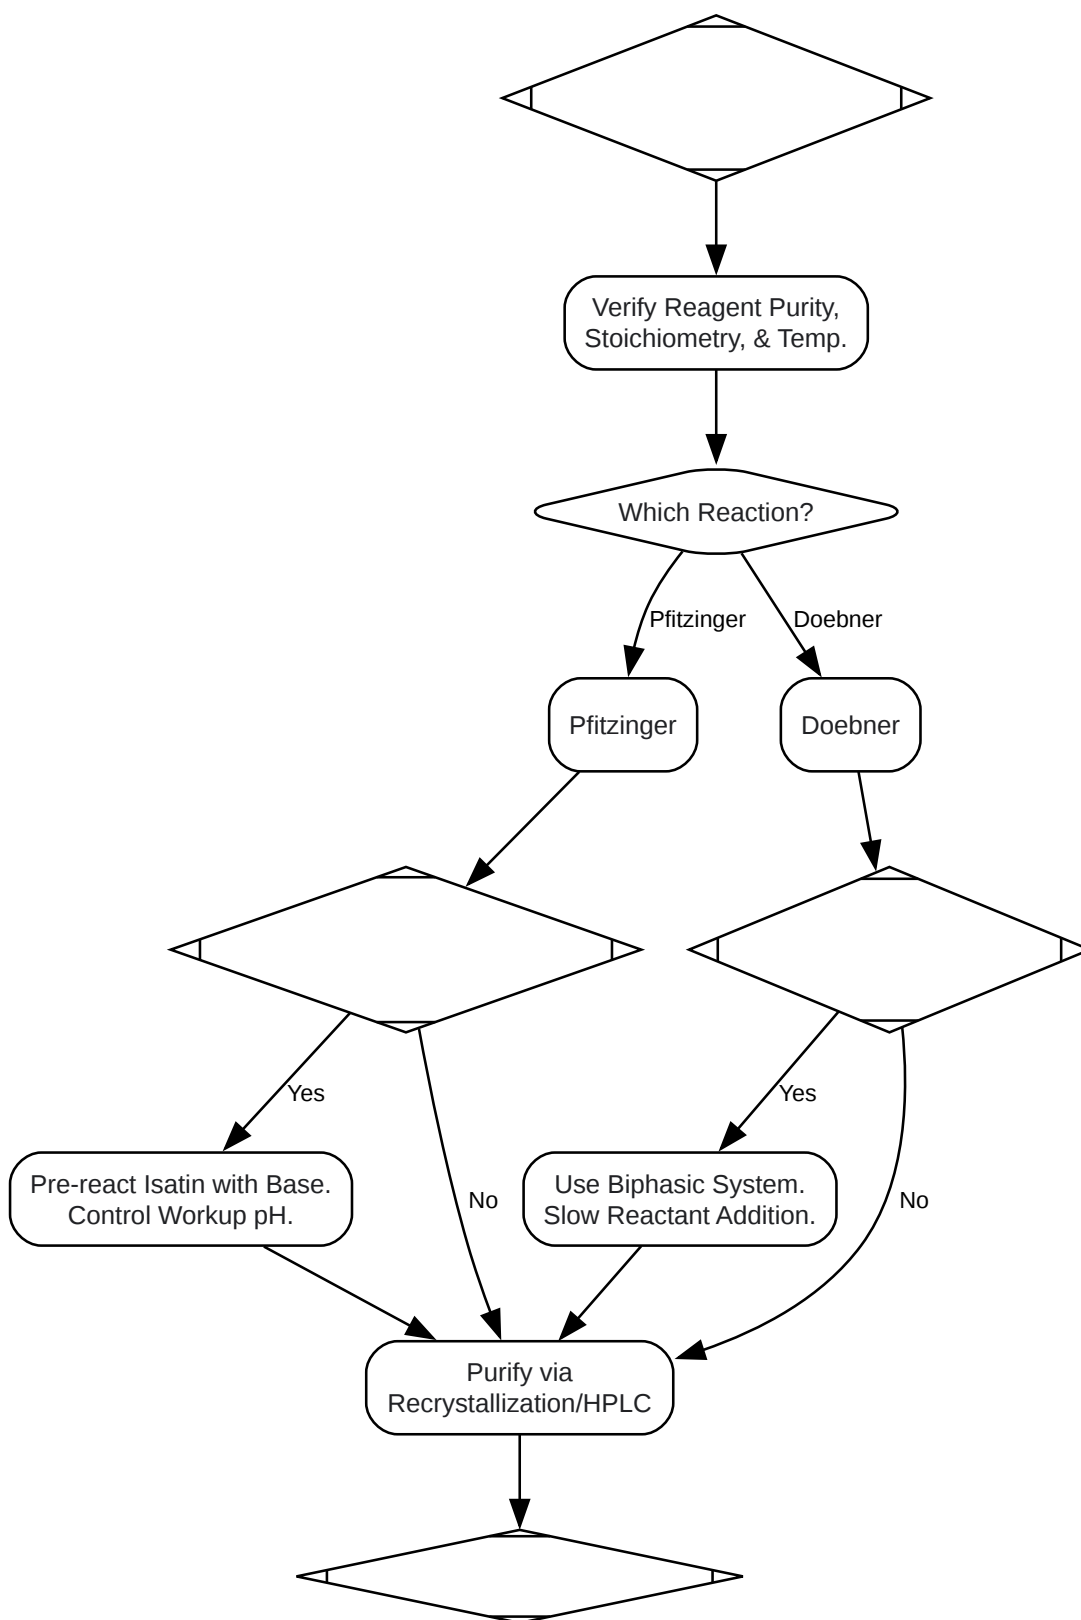 Verify Reagent Purity,
Stoichiometry, & Temp.
Which Reaction?
Pfitzinger
Doebner
Pfitzinger
Doebner
Yes
Yes
Pre-react Isatin with Base.
Control Workup pH.
No
Use Biphasic System.
Slow Reactant Addition.
No
Purify via
Recrystallization/HPLC